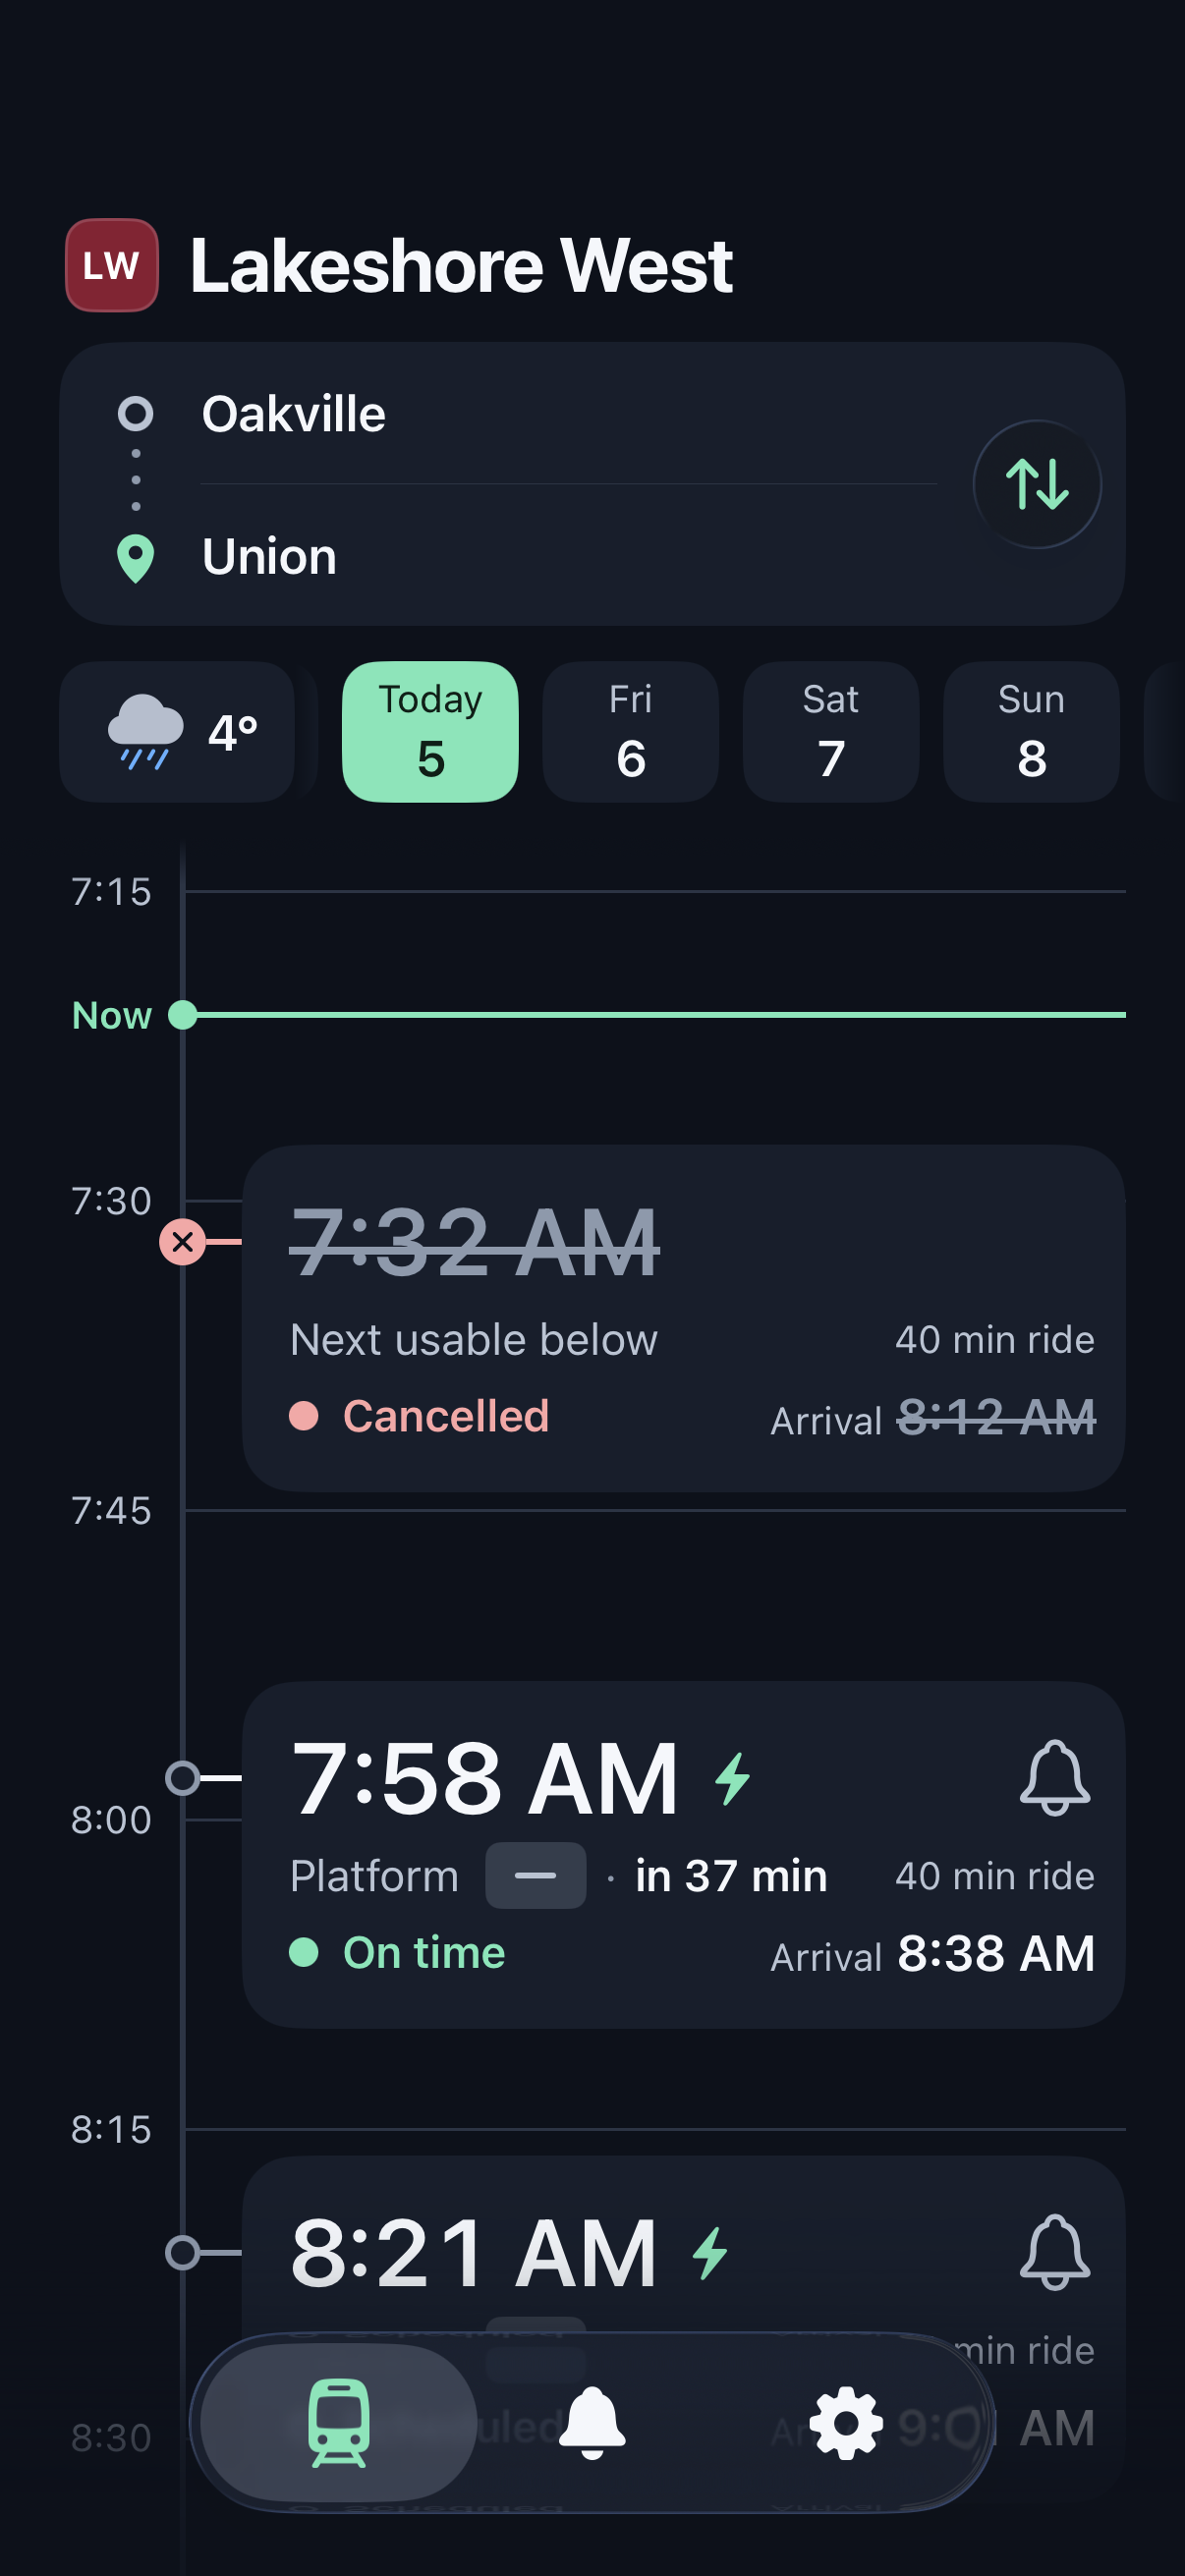 LW Lakeshore West
Oakville
Union
4°
Today
5
Fri
6
Sat
7
Sun
8
7:15
Now
7:30
7:32 AM
Next usable below 40 min ride
Cancelled Arrival 8:12 AM
7:45
7:58 AM
8:00
Platform — · in 37 min 40 min ride
On time Arrival 8:38 AM
8:15
8:21 AM
min ride
8:30 AM